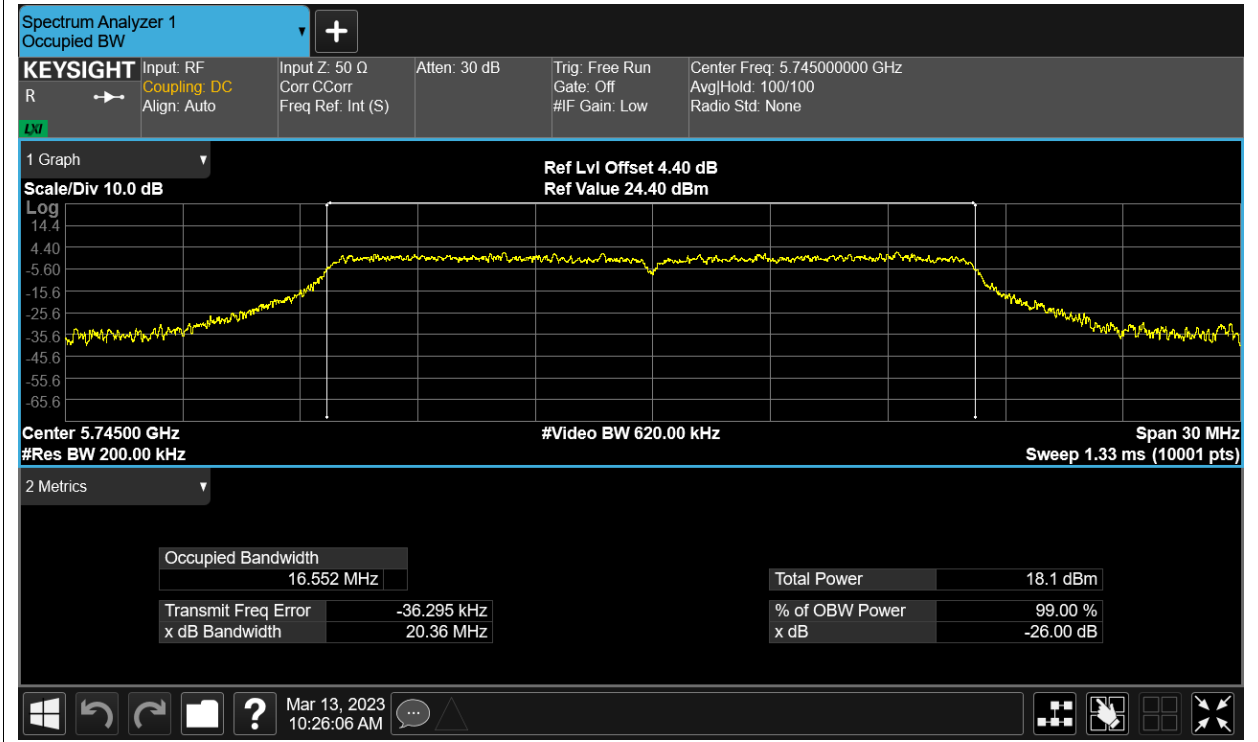 Spectrum Analyzer 1
Occupied BW
+
KEYSIGHT
R
LXI
Input: RF
Coupling: DC
Align: Auto
Input Z: 50 Ω
Corr CCorr
Freq Ref: Int (S)
Atten: 30 dB
Trig: Free Run
Gate: Off
#IF Gain: Low
Center Freq: 5.745000000 GHz
Avg|Hold: 100/100
Radio Std: None
1 Graph
Scale/Div 10.0 dB
Ref Lvl Offset 4.40 dB
Ref Value 24.40 dBm
Log
14.4
4.40
-5.60
-15.6
-25.6
-35.6
-45.6
-55.6
-65.6
Center 5.74500 GHz
#Res BW 200.00 kHz
#Video BW 620.00 kHz
Span 30 MHz
Sweep 1.33 ms (10001 pts)
2 Metrics
Occupied Bandwidth
16.552 MHz
Transmit Freq Error -36.295 kHz
x dB Bandwidth 20.36 MHz
Total Power 18.1 dBm
% of OBW Power 99.00 %
x dB -26.00 dB
?
Mar 13, 2023
10:26:06 AM